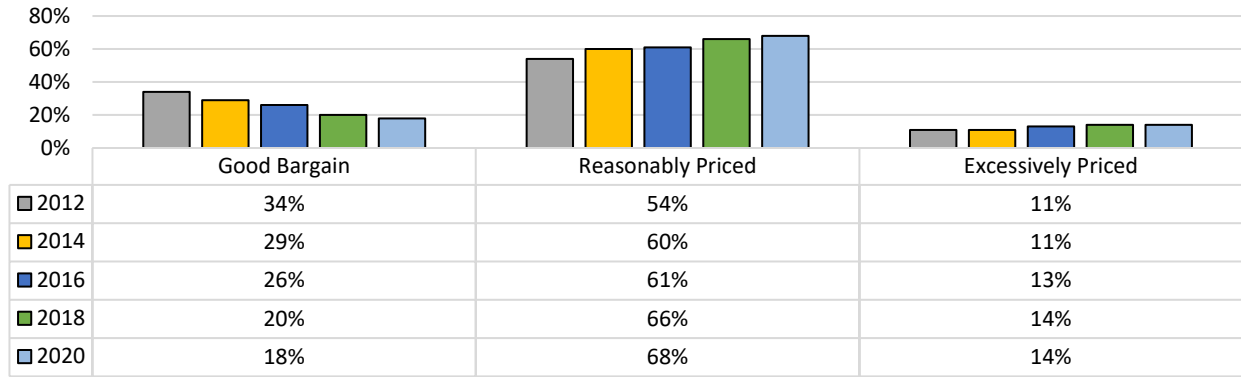 80%
60%
40%
20%
0%
Good Bargain Reasonably Priced Excessively Priced
2012 34% 54% 11%
2014 29% 60% 11%
2016 26% 61% 13%
2018 20% 66% 14%
2020 18% 68% 14%